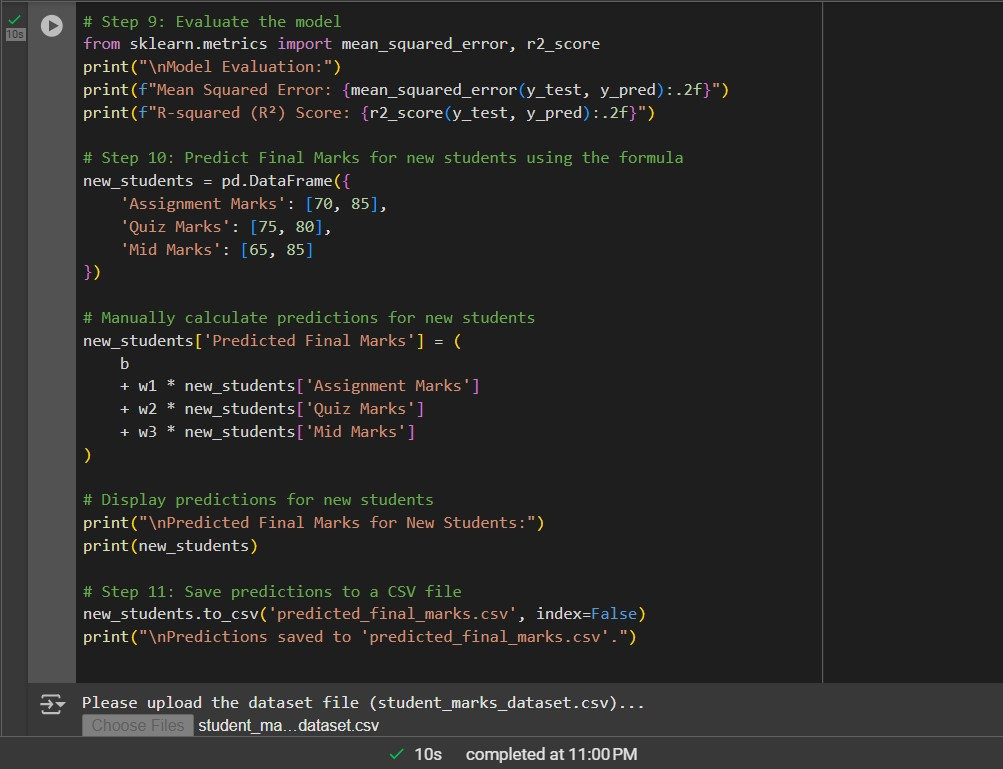 10s
# Step 9: Evaluate the model
from sklearn.metrics import mean_squared_error, r2_score
print("\nModel Evaluation:")
print(f"Mean Squared Error: {mean_squared_error(y_test, y_pred):.2f}")
print(f"R-squared (R²) Score: {r2_score(y_test, y_pred):.2f}")
# Step 10: Predict Final Marks for new students using the formula
new_students = pd.DataFrame({
    'Assignment Marks': [70, 85],
    'Quiz Marks': [75, 80],
    'Mid Marks': [65, 85]
})
# Manually calculate predictions for new students
new_students['Predicted Final Marks'] = (
    b
    + w1 * new_students['Assignment Marks']
    + w2 * new_students['Quiz Marks']
    + w3 * new_students['Mid Marks']
)
# Display predictions for new students
print("\nPredicted Final Marks for New Students:")
print(new_students)
# Step 11: Save predictions to a CSV file
new_students.to_csv('predicted_final_marks.csv', index=False)
print("\nPredictions saved to 'predicted_final_marks.csv'.")
Please upload the dataset file (student_marks_dataset.csv)...
Choose Files student_ma...dataset.csv
10s completed at 11:00 PM